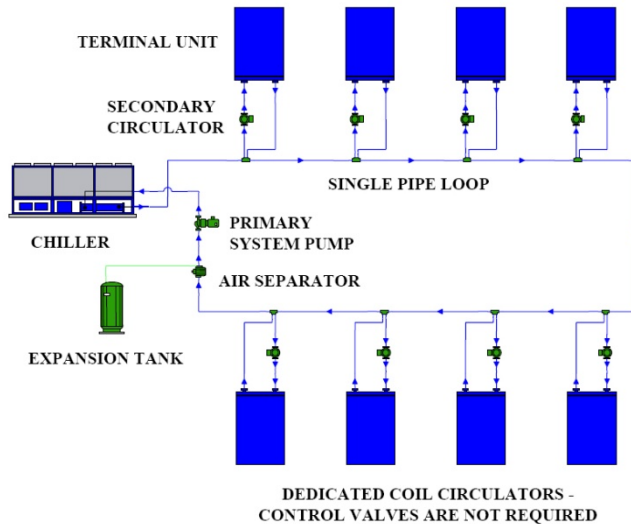 TERMINAL UNIT
SECONDARY
CIRCULATOR
SINGLE PIPE LOOP
CHILLER
PRIMARY
SYSTEM PUMP
AIR SEPARATOR
EXPANSION TANK
DEDICATED COIL CIRCULATORS -
CONTROL VALVES ARE NOT REQUIRED